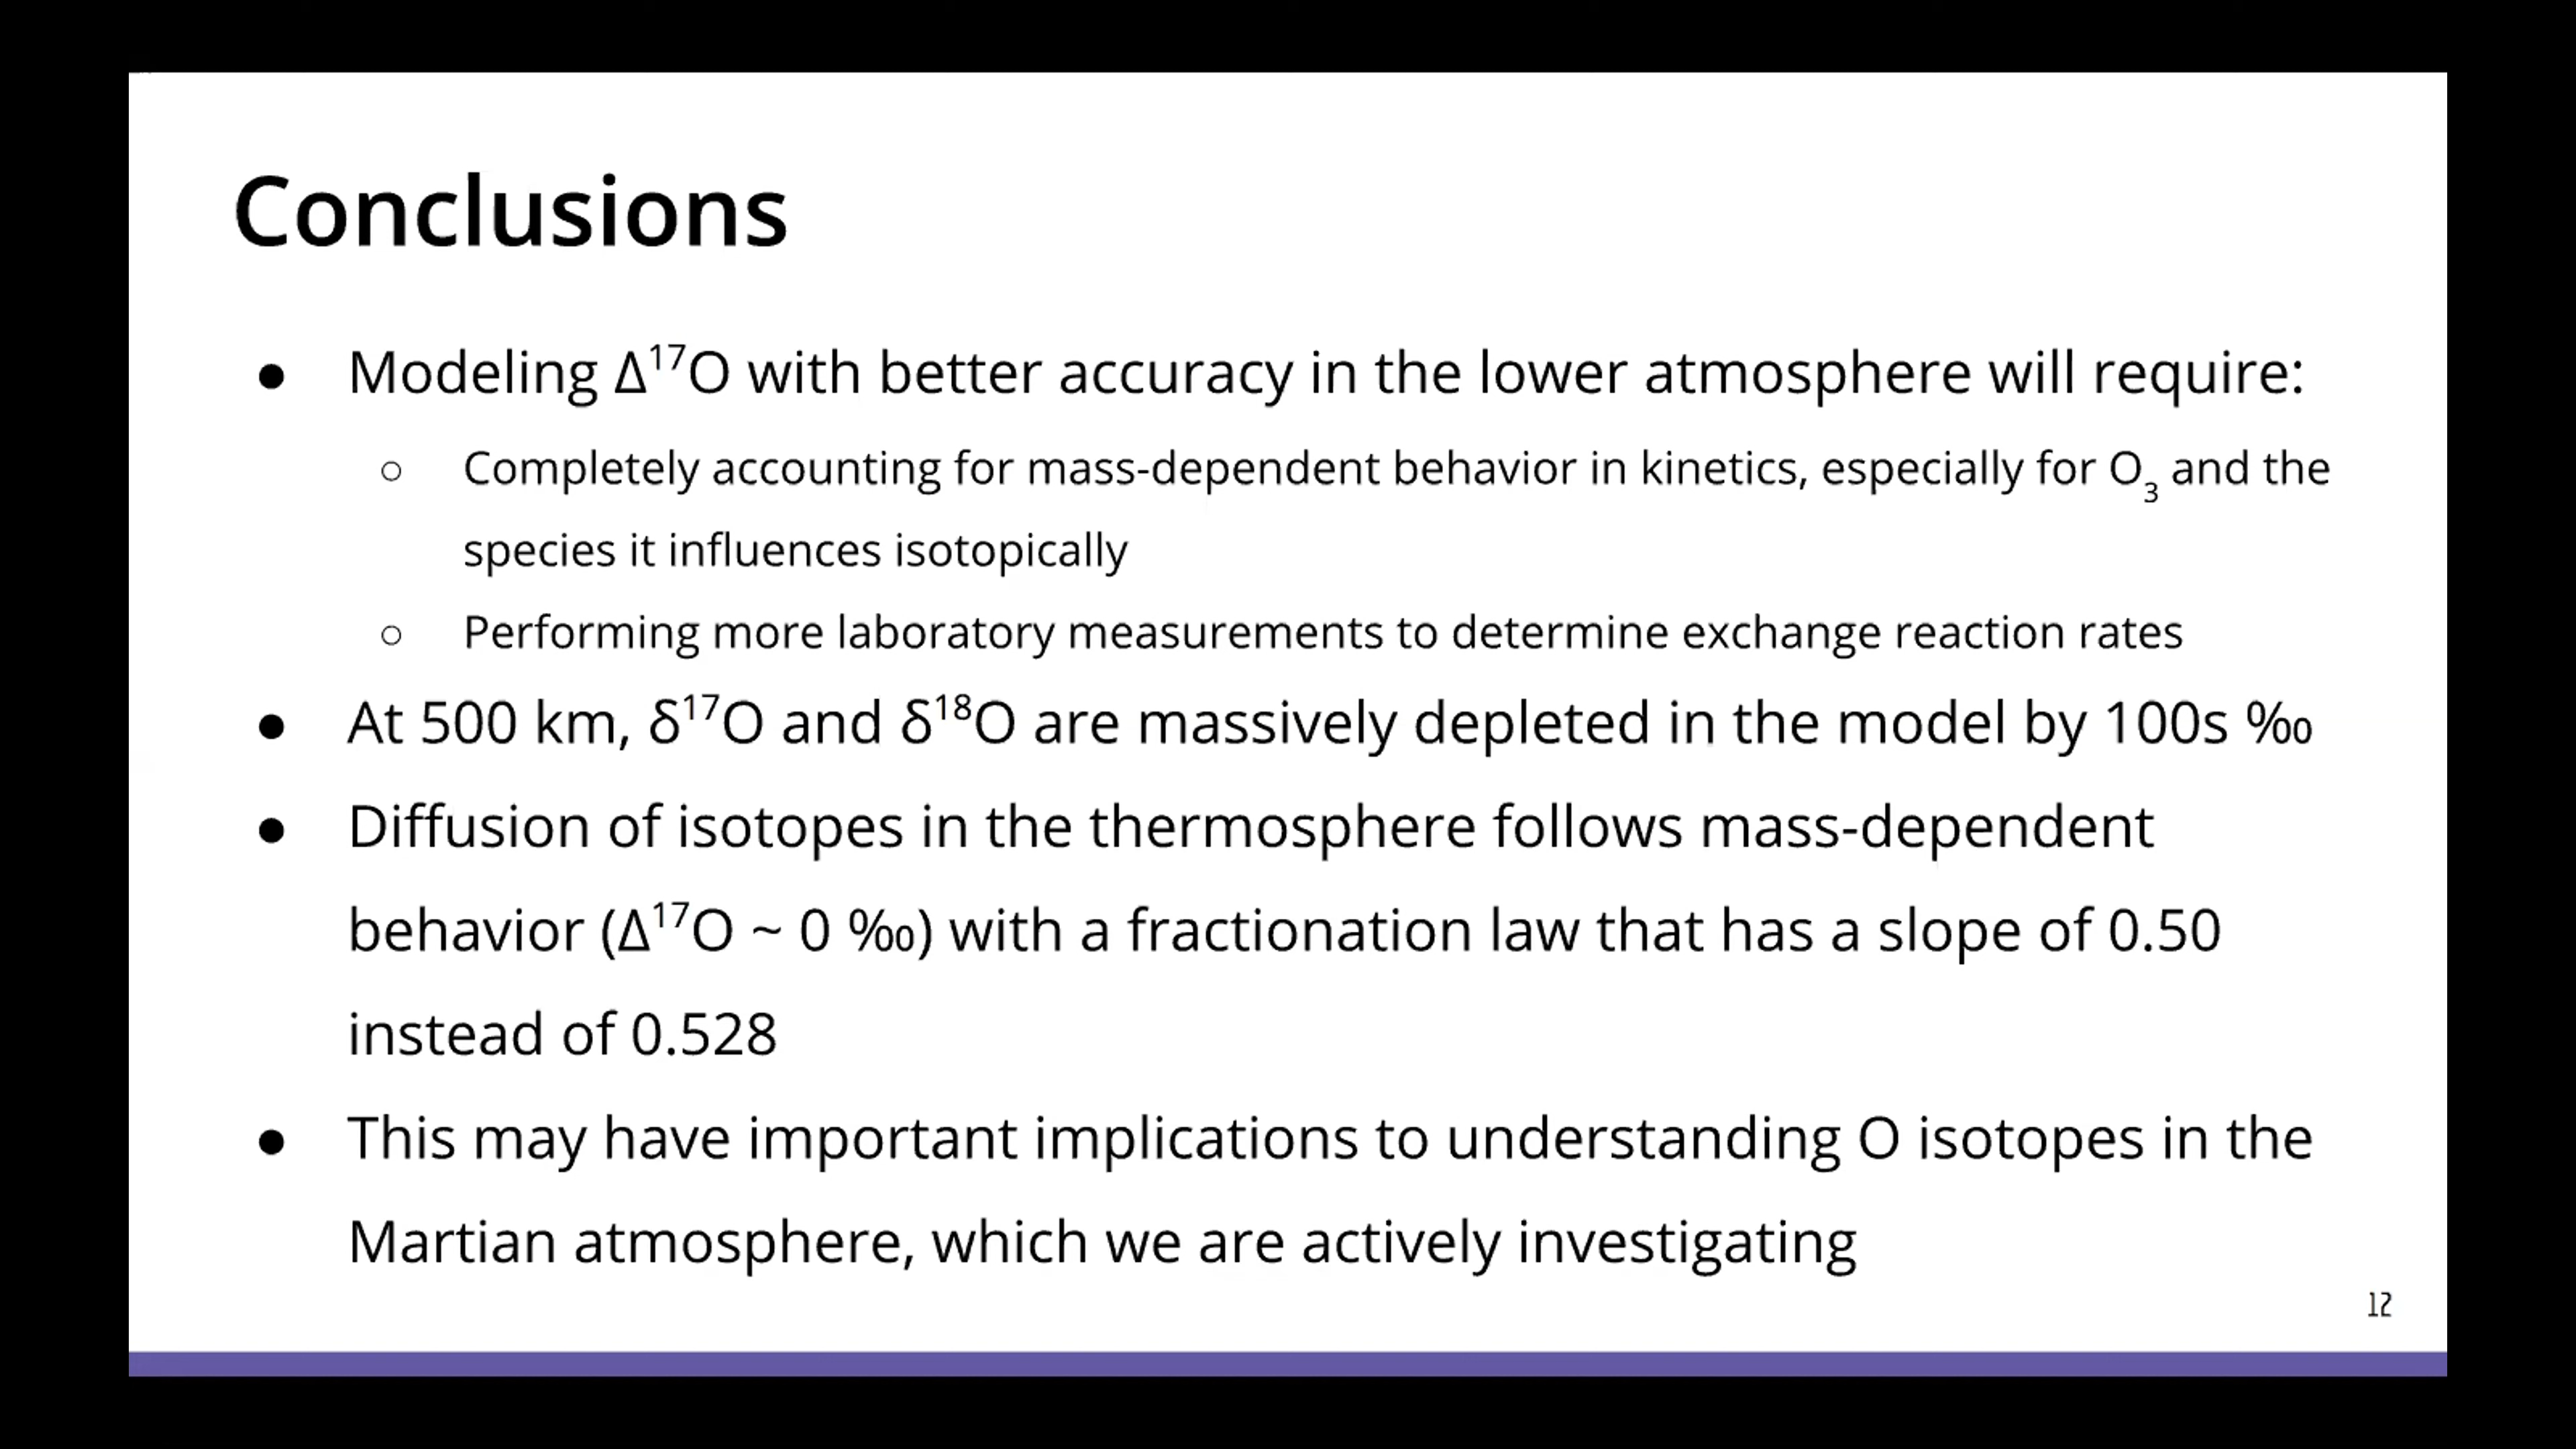 Conclusions
● Modeling Δ¹⁷O with better accuracy in the lower atmosphere will require:
○ Completely accounting for mass-dependent behavior in kinetics, especially for O₃ and the
species it influences isotopically
○ Performing more laboratory measurements to determine exchange reaction rates
● At 500 km, δ¹⁷O and δ¹⁸O are massively depleted in the model by 100s ‰
● Diffusion of isotopes in the thermosphere follows mass-dependent
behavior (Δ¹⁷O ~ 0 ‰) with a fractionation law that has a slope of 0.50
instead of 0.528
● This may have important implications to understanding O isotopes in the
Martian atmosphere, which we are actively investigating
12